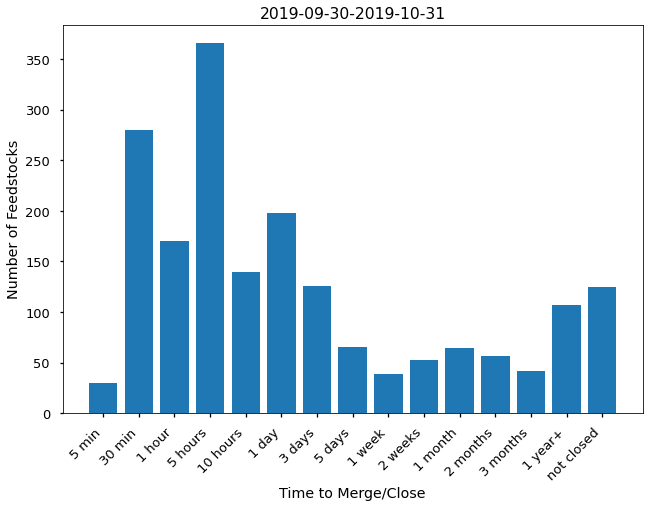 2019-09-30-2019-10-31
Number of Feedstocks
350
300
250
200
150
100
50
0
5 min
30 min
1 hour
5 hours
10 hours
1 day
3 days
5 days
1 week
2 weeks
1 month
2 months
3 months
1 year+
not closed
Time to Merge/Close